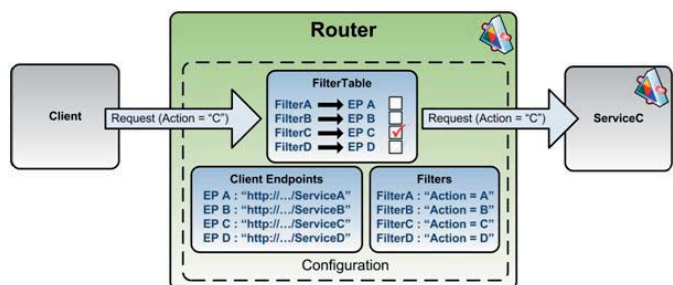 Router
FilterTable
FilterA EP A
FilterB EP B
FilterC EP C
FilterD EP D
Client
Request (Action = “C”)
Request (Action = “C”)
ServiceC
Client Endpoints
EP A : “http://…/ServiceA”
EP B : “http://…/ServiceB”
EP C : “http://…/ServiceC”
EP D : “http://…/ServiceD”
Filters
FilterA : “Action = A”
FilterB : “Action = B”
FilterC : “Action = C”
FilterD : “Action = D”
Configuration